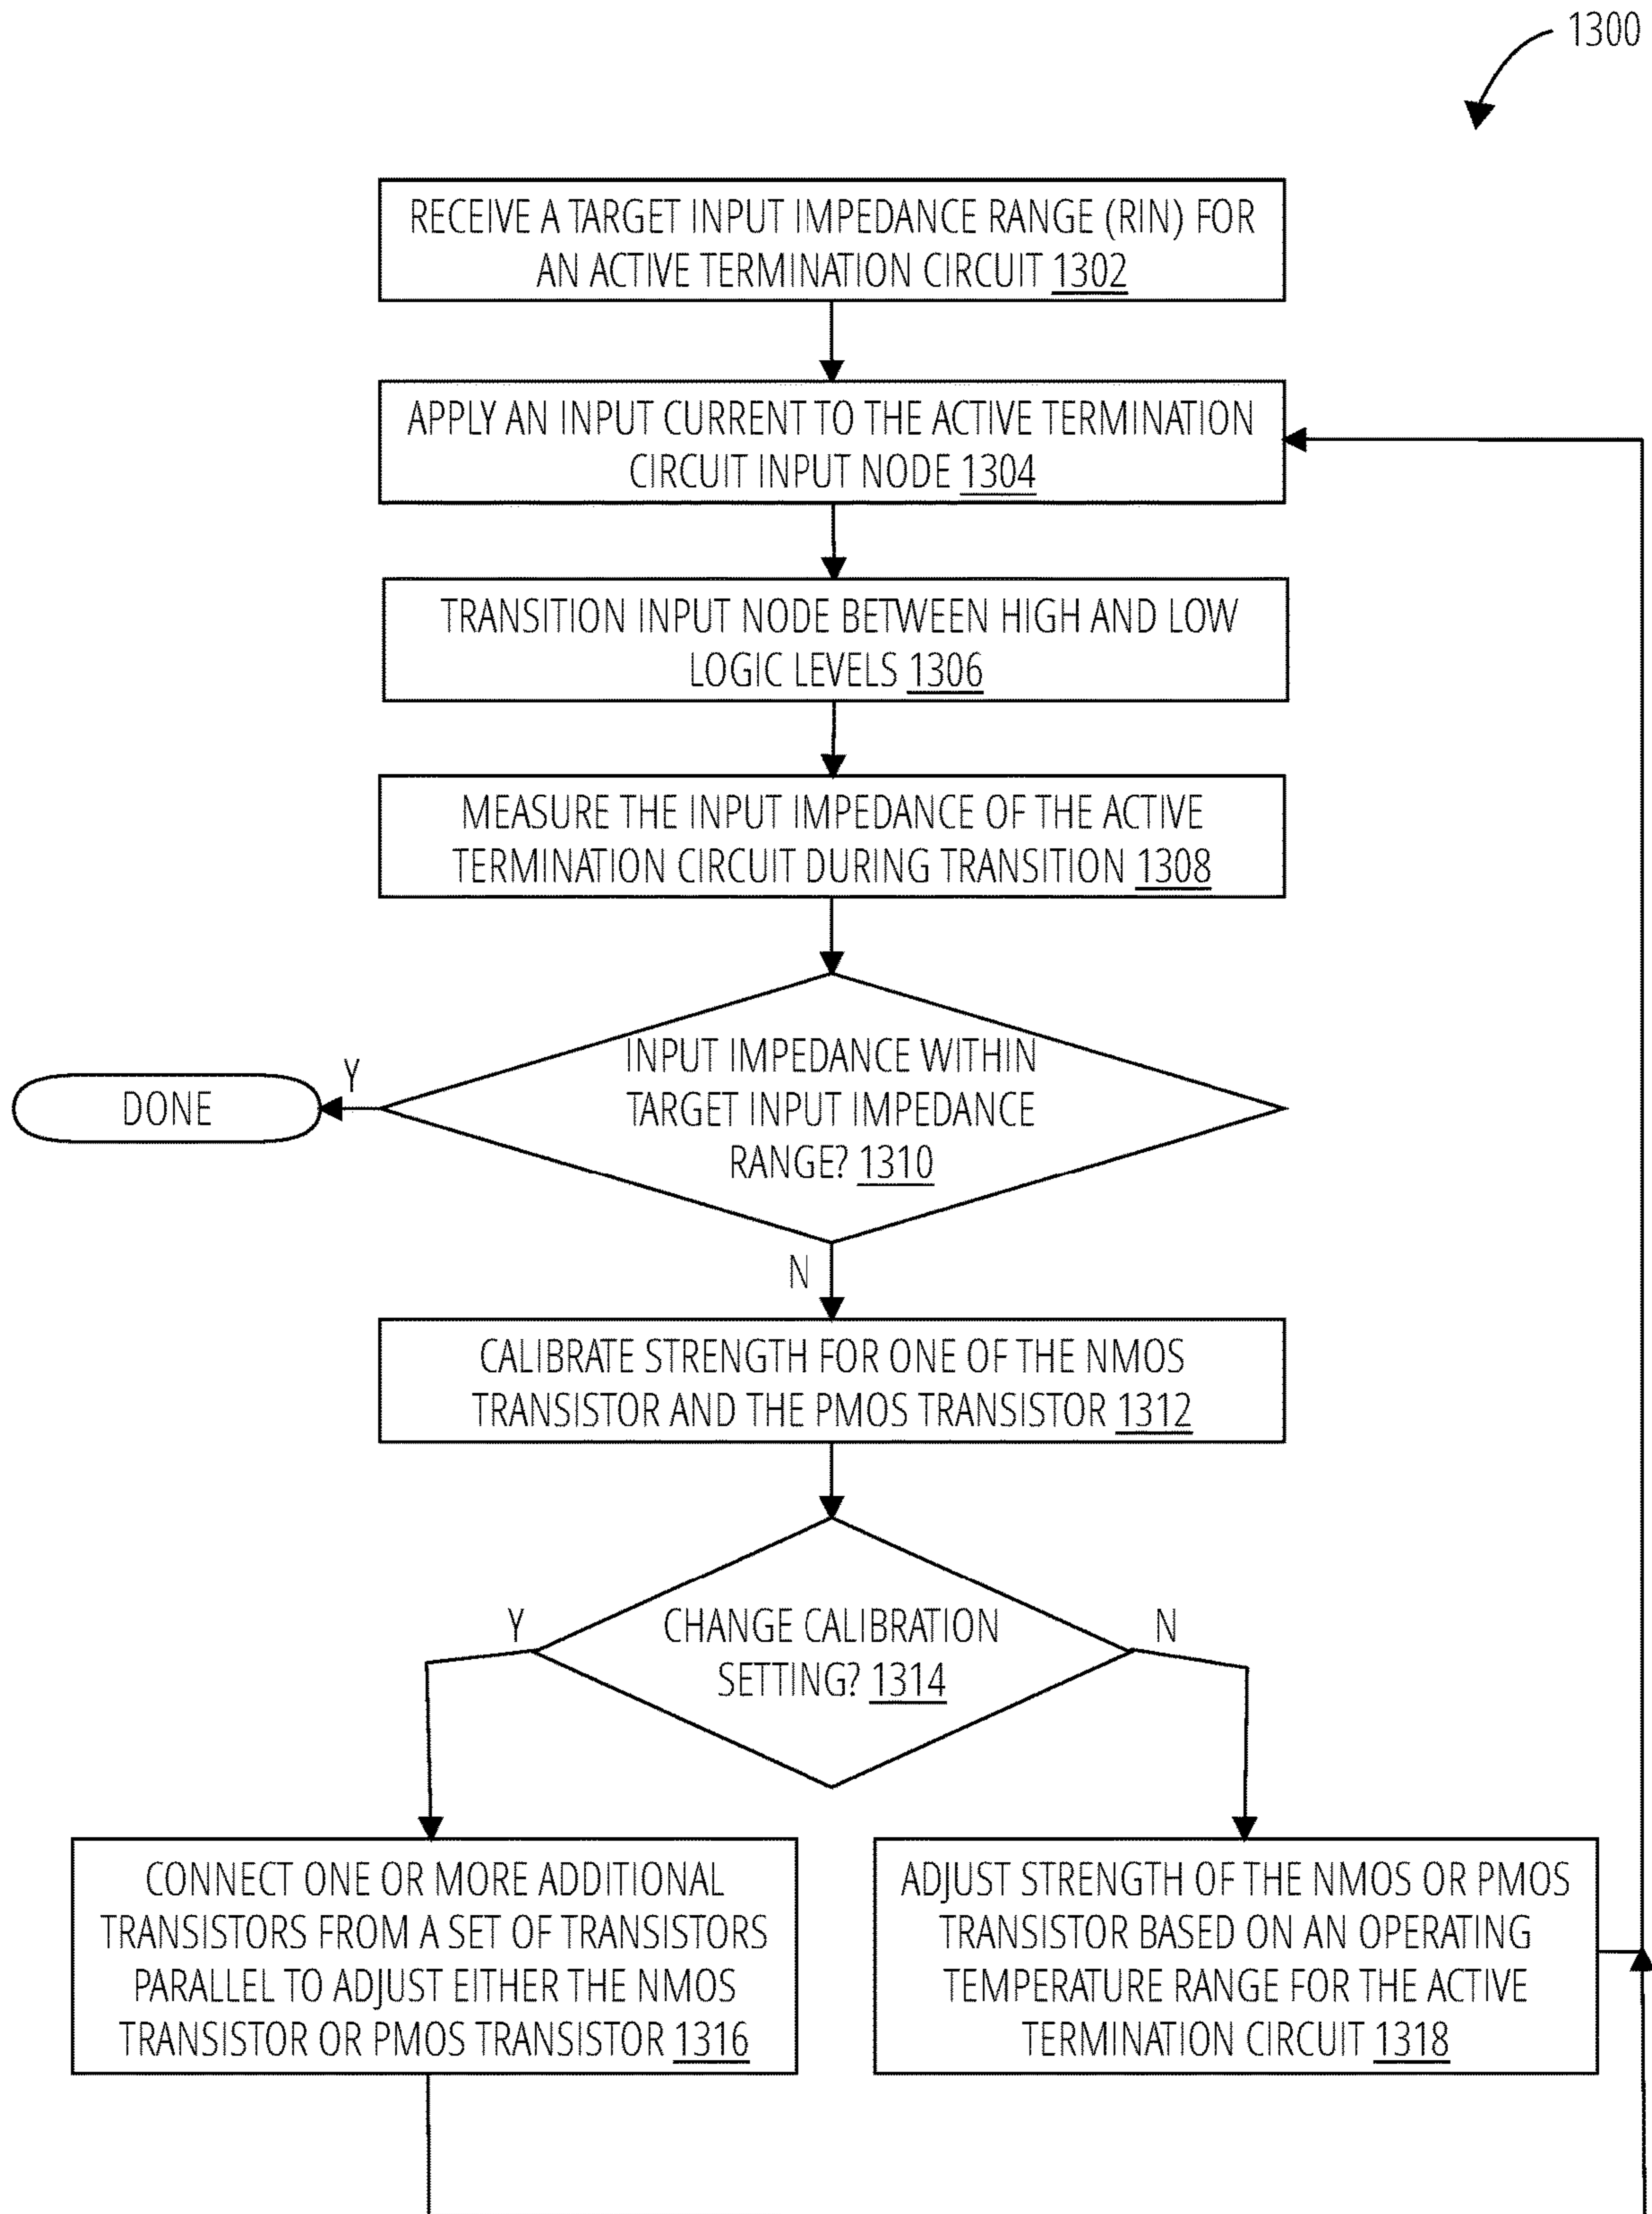 1300
RECEIVE A TARGET INPUT IMPEDANCE RANGE (RIN) FOR
AN ACTIVE TERMINATION CIRCUIT 1302
APPLY AN INPUT CURRENT TO THE ACTIVE TERMINATION
CIRCUIT INPUT NODE 1304
TRANSITION INPUT NODE BETWEEN HIGH AND LOW
LOGIC LEVELS 1306
MEASURE THE INPUT IMPEDANCE OF THE ACTIVE
TERMINATION CIRCUIT DURING TRANSITION 1308
INPUT IMPEDANCE WITHIN
TARGET INPUT IMPEDANCE
RANGE? 1310
Y
DONE
N
CALIBRATE STRENGTH FOR ONE OF THE NMOS
TRANSISTOR AND THE PMOS TRANSISTOR 1312
CHANGE CALIBRATION
SETTING? 1314
Y
N
CONNECT ONE OR MORE ADDITIONAL
TRANSISTORS FROM A SET OF TRANSISTORS
PARALLEL TO ADJUST EITHER THE NMOS
TRANSISTOR OR PMOS TRANSISTOR 1316
ADJUST STRENGTH OF THE NMOS OR PMOS
TRANSISTOR BASED ON AN OPERATING
TEMPERATURE RANGE FOR THE ACTIVE
TERMINATION CIRCUIT 1318